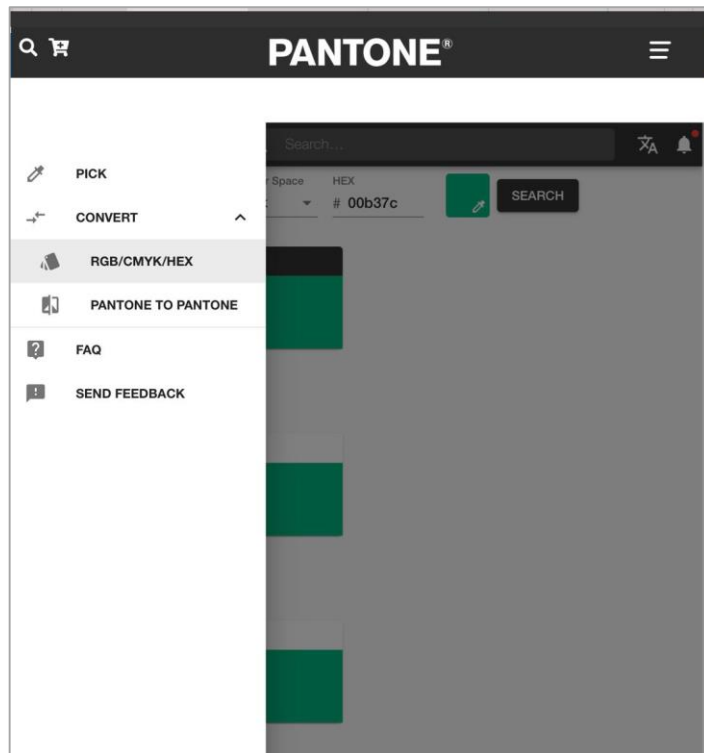 PANTONE®
Search...
PICK
Space
HEX
# 00b37c
SEARCH
CONVERT
RGB/CMYK/HEX
PANTONE TO PANTONE
FAQ
SEND FEEDBACK